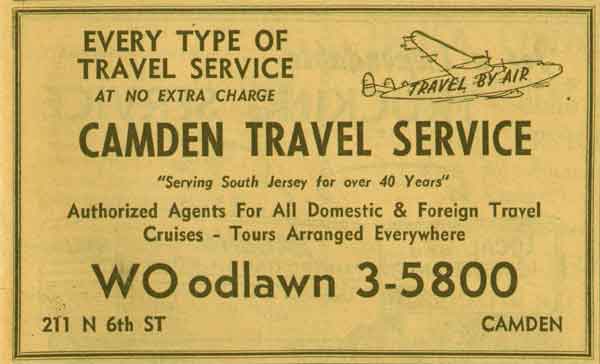 EVERY TYPE OF
TRAVEL SERVICE
AT NO EXTRA CHARGE
TRAVEL BY AIR
CAMDEN TRAVEL SERVICE
"Serving South Jersey for over 40 Years"
Authorized Agents For All Domestic & Foreign Travel
Cruises - Tours Arranged Everywhere
WO odlawn 3-5800
211 N 6th ST CAMDEN